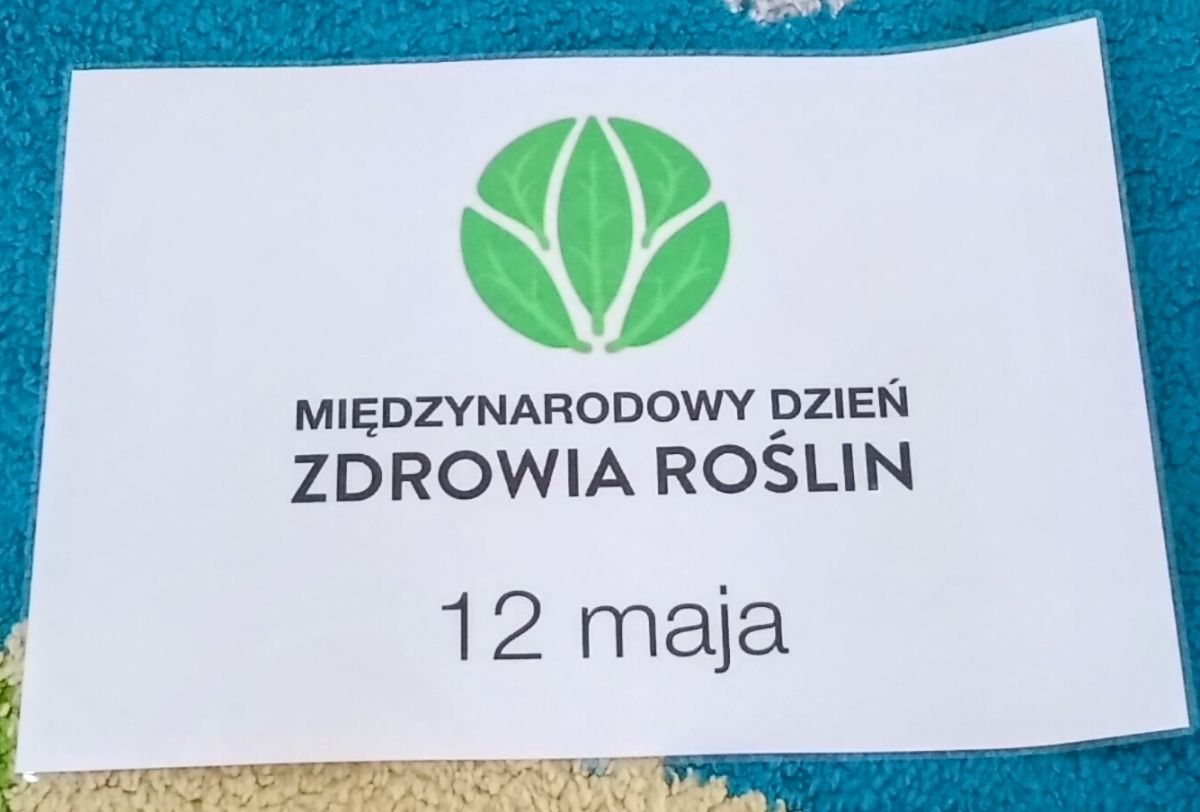 MIĘDZYNARODOWY DZIEŃ
ZDROWIA ROŚLIN
12 maja